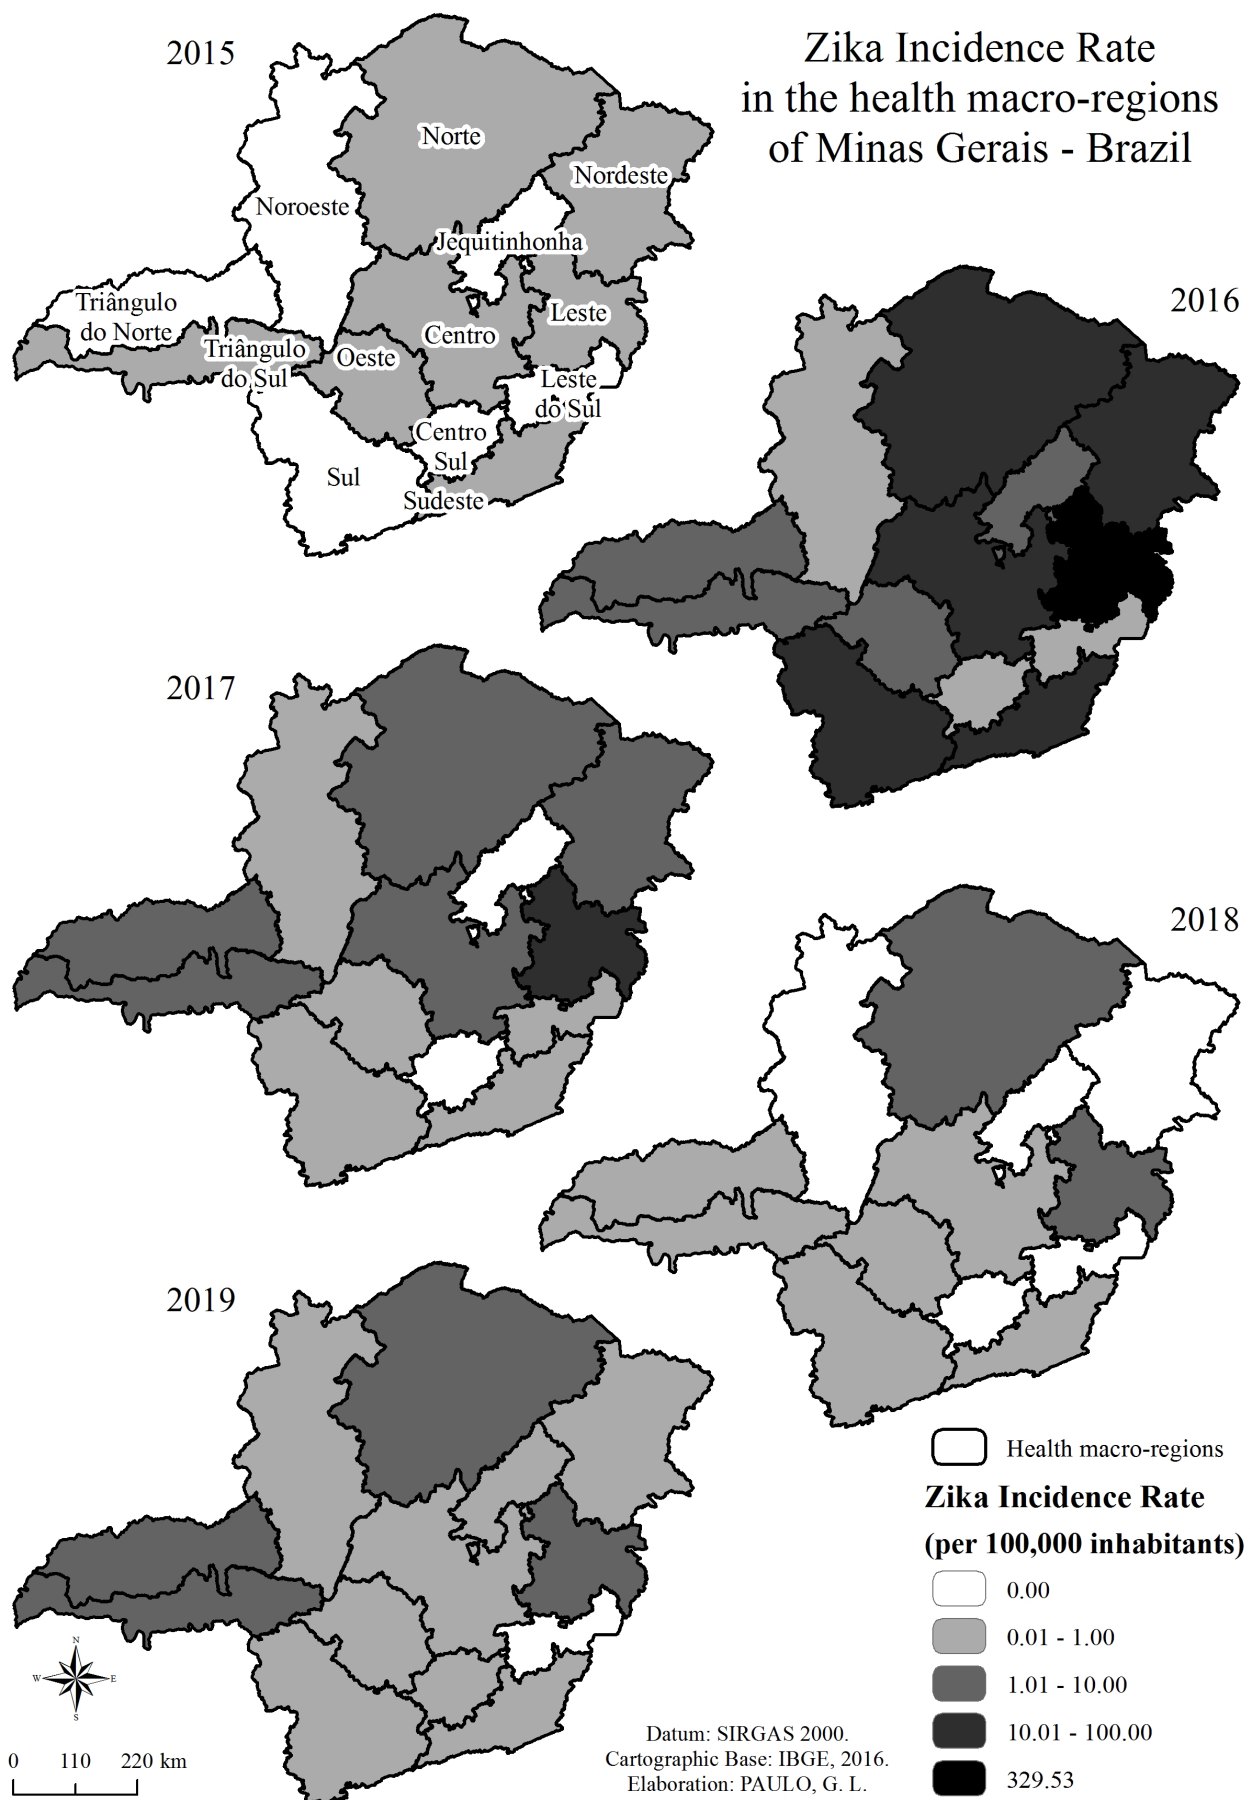 2015
Zika Incidence Rate
in the health macro-regions
of Minas Gerais - Brazil
Norte
Nordeste
Noroeste
Jequitinhonha
Triângulo
do Norte
Leste
Centro
Triângulo
do Sul
Oeste
Leste
do Sul
Centro
Sul
Sul
Sudeste
2016
2017
2018
2019
Health macro-regions
Zika Incidence Rate
(per 100,000 inhabitants)
0.00
0.01 - 1.00
1.01 - 10.00
10.01 - 100.00
329.53
N
W
E
S
0 110 220 km
Datum: SIRGAS 2000.
Cartographic Base: IBGE, 2016.
Elaboration: PAULO, G. L.